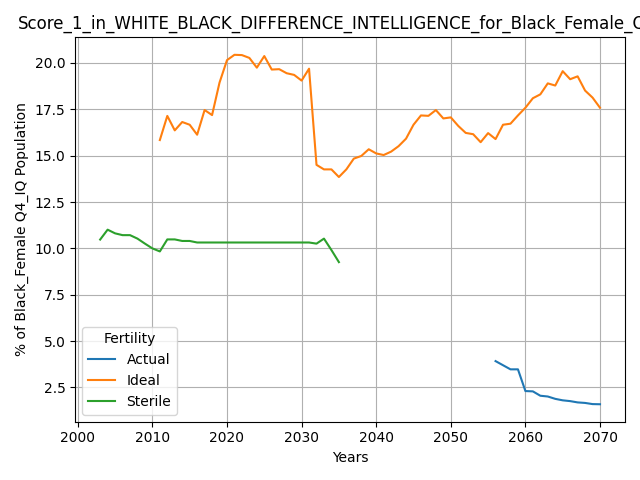 Score_1_in_WHITE_BLACK_DIFFERENCE_INTELLIGENCE_for_Black_Female_
% of Black_Female Q4_IQ Population
20.0
17.5
15.0
12.5
10.0
7.5
5.0
2.5
Fertility
Actual
Ideal
Sterile
2000 2010 2020 2030 2040 2050 2060 2070
Years